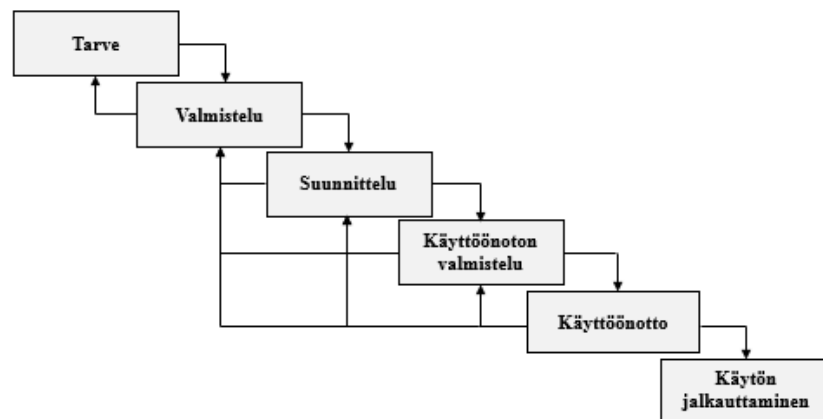 Tarve
Valmistelu
Suunnittelu
Käyttöönoton
valmistelu
Käyttöönotto
Käytön
jalkauttaminen